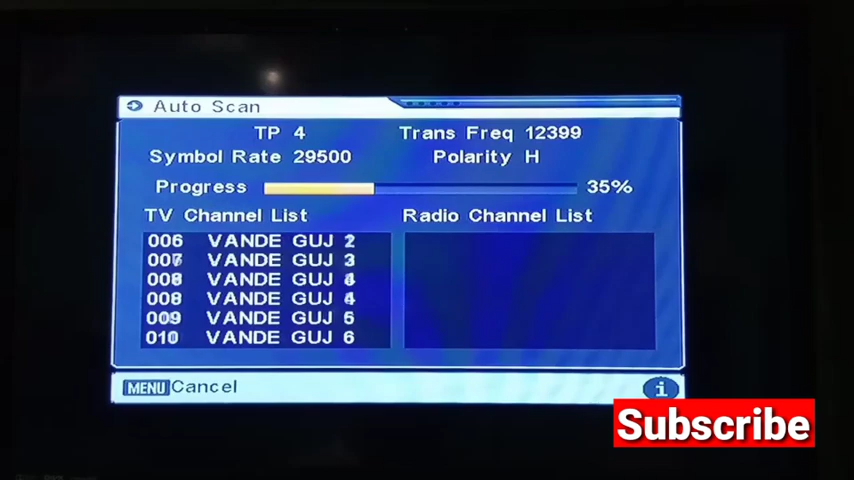 Auto Scan
TP 4 Trans Freq 12399
Symbol Rate 29500 Polarity H
Progress 35%
TV Channel List Radio Channel List
006 VANDE GUJ 2
VANDE GUJ 3
008 VANDE GUJ
008 VANDE GUJ 4
009 VANDE GUJ 5
010 VANDE GUJ 6
MENU Cancel i
Subscribe